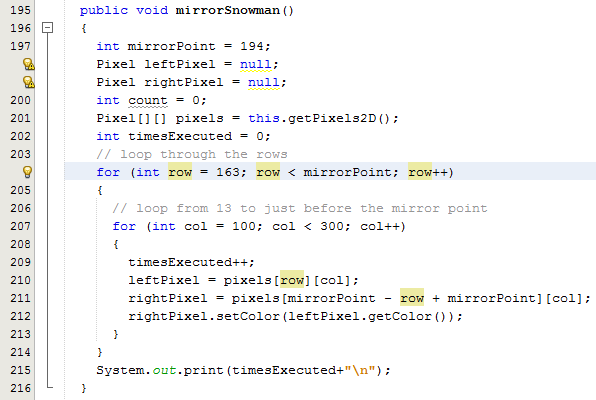 195 public void mirrorSnowman()
196 {
197 int mirrorPoint = 194;
Pixel leftPixel = null;
Pixel rightPixel = null;
200 int count = 0;
201 Pixel[][] pixels = this.getPixels2D();
202 int timesExecuted = 0;
203 // loop through the rows
for (int row = 163; row < mirrorPoint; row++)
205 {
206 // loop from 13 to just before the mirror point
207 for (int col = 100; col < 300; col++)
208 {
209 timesExecuted++;
210 leftPixel = pixels[row][col];
211 rightPixel = pixels[mirrorPoint - row + mirrorPoint][col];
212 rightPixel.setColor(leftPixel.getColor());
213 }
214 }
215 System.out.print(timesExecuted+"\n");
216 }